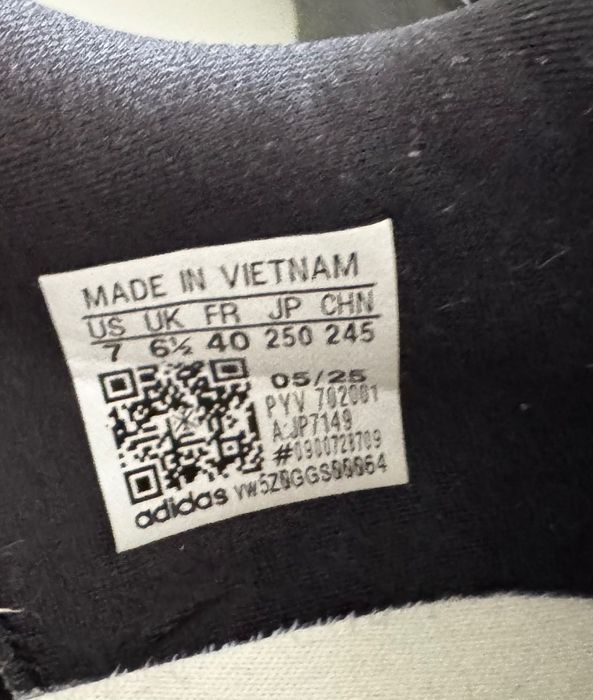 MADE IN VIETNAM
US UK FR JP CHN
7 6½ 40 250 245
05/25
PYV 702001
A:JP7149
#0900728709
adidas VW5Z0GGS00064